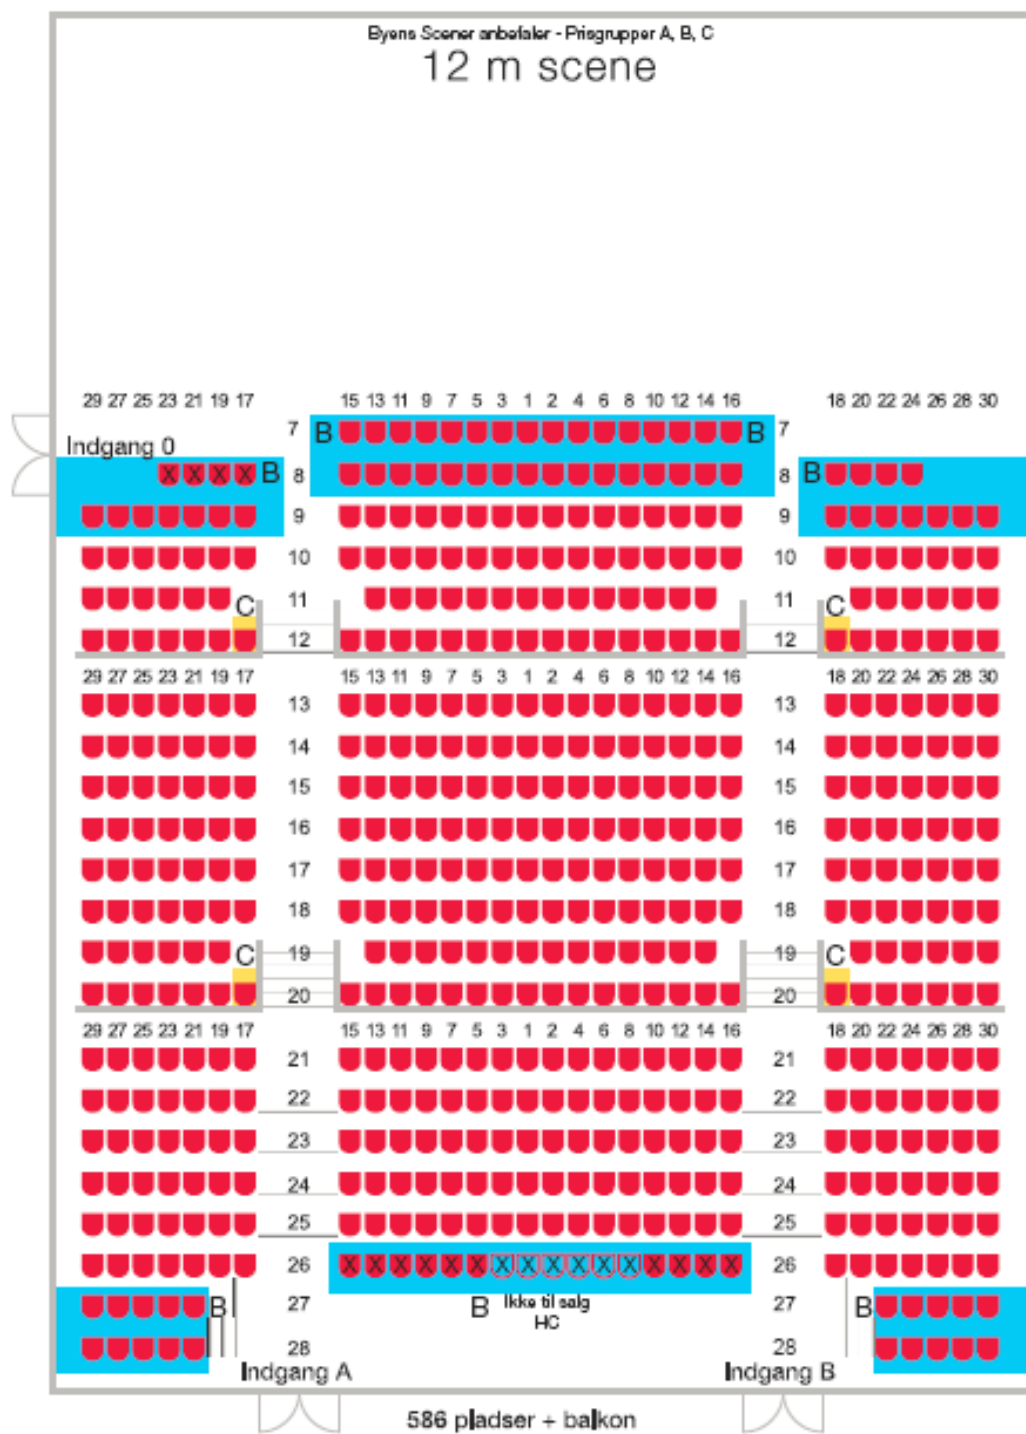 Byens Scener anbefaler - Prisgrupper A, B, C
12 m scene
29 27 25 23 21 19 17 15 13 11 9 7 5 3 1 2 4 6 8 10 12 14 16 18 20 22 24 26 28 30
7 B B 7
Indgang 0
X X X X B 8 B 8
9 9
10 10
11 11
C C
12 12
29 27 25 23 21 19 17 15 13 11 9 7 5 3 1 2 4 6 8 10 12 14 16 18 20 22 24 26 28 30
13 13
14 14
15 15
16 16
17 17
18 18
C 19 19 C
20 20
29 27 25 23 21 19 17 15 13 11 9 7 5 3 1 2 4 6 8 10 12 14 16 18 20 22 24 26 28 30
21 21
22 22
23 23
24 24
25 25
26 X X X X X X X X X X X X X X X X 26
B 27 B Ikke til salg 27 B
HC
28 28
Indgang A Indgang B
586 pladser + balkon